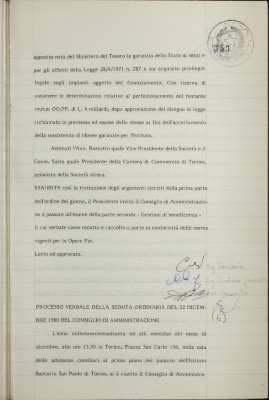 353
apposita nota del Ministero del Tesoro la garanzia dello Stato ai sensi e
per gli effetti della Legge 28/4/1971 n. 287 e sia acquisito privilegio
legale sugli impianti oggetto del finanziamento. Con riserva di
assumere le determinazioni relative al perfezionamento del restante
mutuo OO.PP. di L. 4 miliardi, dopo approvazione del disegno di legge
richiamato in premessa ed esame dello stesso ai fini dell'accertamento
della sussistenza di idonee garanzie per l'Istituto.
Astenuti l'Avv. Rossotto quale Vice Presidente della Società e il
Geom. Salza quale Presidente della Camera di Commercio di Torino,
azionista della Società stessa.
ESAURITA così la trattazione degli argomenti iscritti nella prima parte
dell'ordine del giorno, il Presidente invita il Consiglio di Amministrazio-
ne a passare all'esame della parte seconda - Gestioni di beneficenza -
il cui verbale viene redatto e raccolto a parte in conformità delle norme
vigenti per le Opere Pie.
Letto ed approvato.
PROCESSO VERBALE DELLA SEDUTA ORDINARIA DEL 22 DICEM-
BRE 1980 DEL CONSIGLIO DI AMMINISTRAZIONE.
L'anno millenovecentottanta ed alli ventidue del mese di
dicembre, alle ore 15,30 in Torino, Piazza San Carlo 156, nella sala
delle adunanze consiliari al primo piano del palazzo dell'Istituto
Bancario San Paolo di Torino, si è riunito il Consiglio di Amministra-